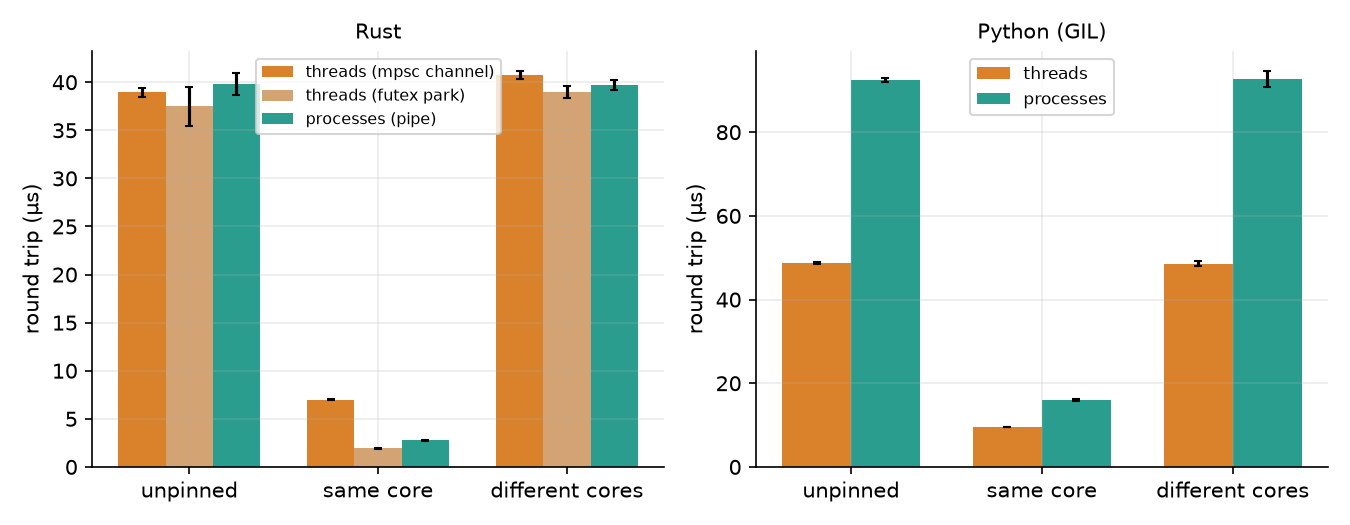 Rust
round trip (µs)
40
35
30
25
20
15
10
5
0
threads (mpsc channel)
threads (futex park)
processes (pipe)
unpinned
same core
different cores
Python (GIL)
round trip (µs)
80
60
40
20
0
threads
processes
unpinned
same core
different cores